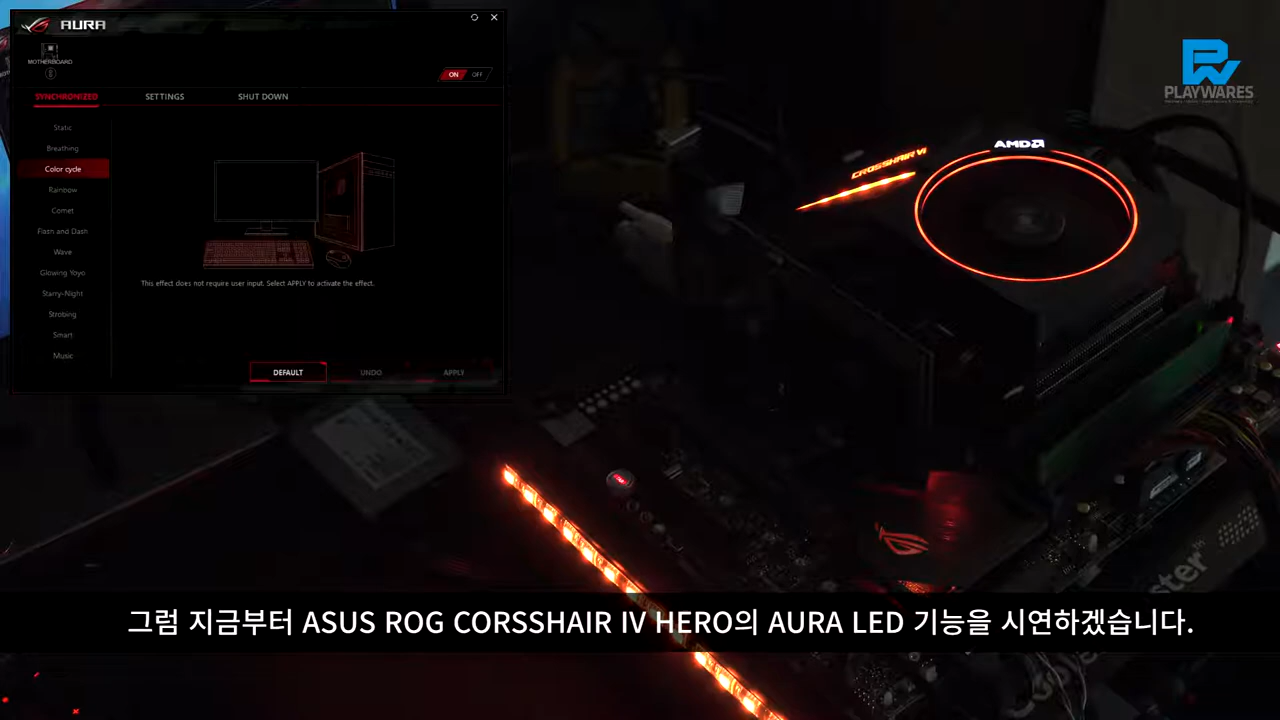 AURA
MOTHERBOARD
ON OFF
SYNCHRONIZED SETTINGS SHUT DOWN
Static
Breathing
Color cycle
Rainbow
Comet
Flash and Dash
Wave
Glowing Yoyo
Starry-Night
Strobing
Smart
Music
This effect does not require user input. Select APPLY to activate the effect.
DEFAULT UNDO APPLY
PLAYWARES
CROSSHAIR VI
AMD
그럼 지금부터 ASUS ROG CORSSHAIR IV HERO의 AURA LED 기능을 시연하겠습니다.